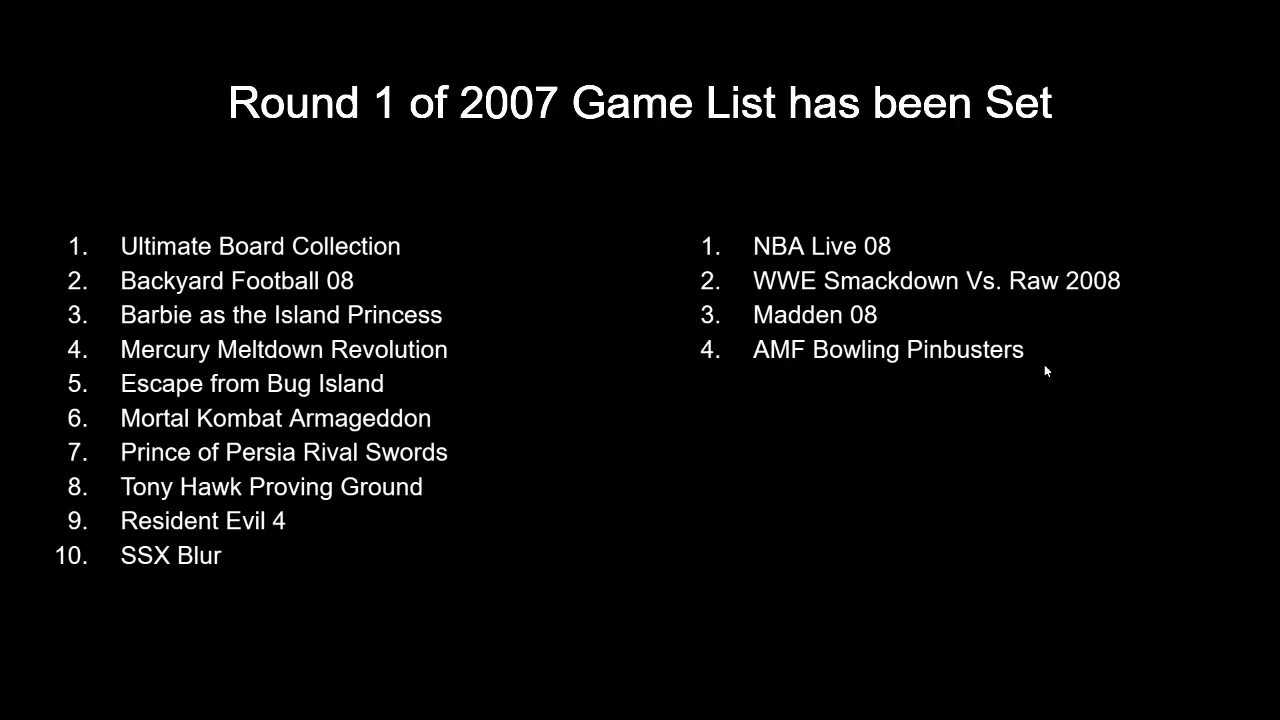 Round 1 of 2007 Game List has been Set
1. Ultimate Board Collection
2. Backyard Football 08
3. Barbie as the Island Princess
4. Mercury Meltdown Revolution
5. Escape from Bug Island
6. Mortal Kombat Armageddon
7. Prince of Persia Rival Swords
8. Tony Hawk Proving Ground
9. Resident Evil 4
10. SSX Blur
1. NBA Live 08
2. WWE Smackdown Vs. Raw 2008
3. Madden 08
4. AMF Bowling Pinbusters